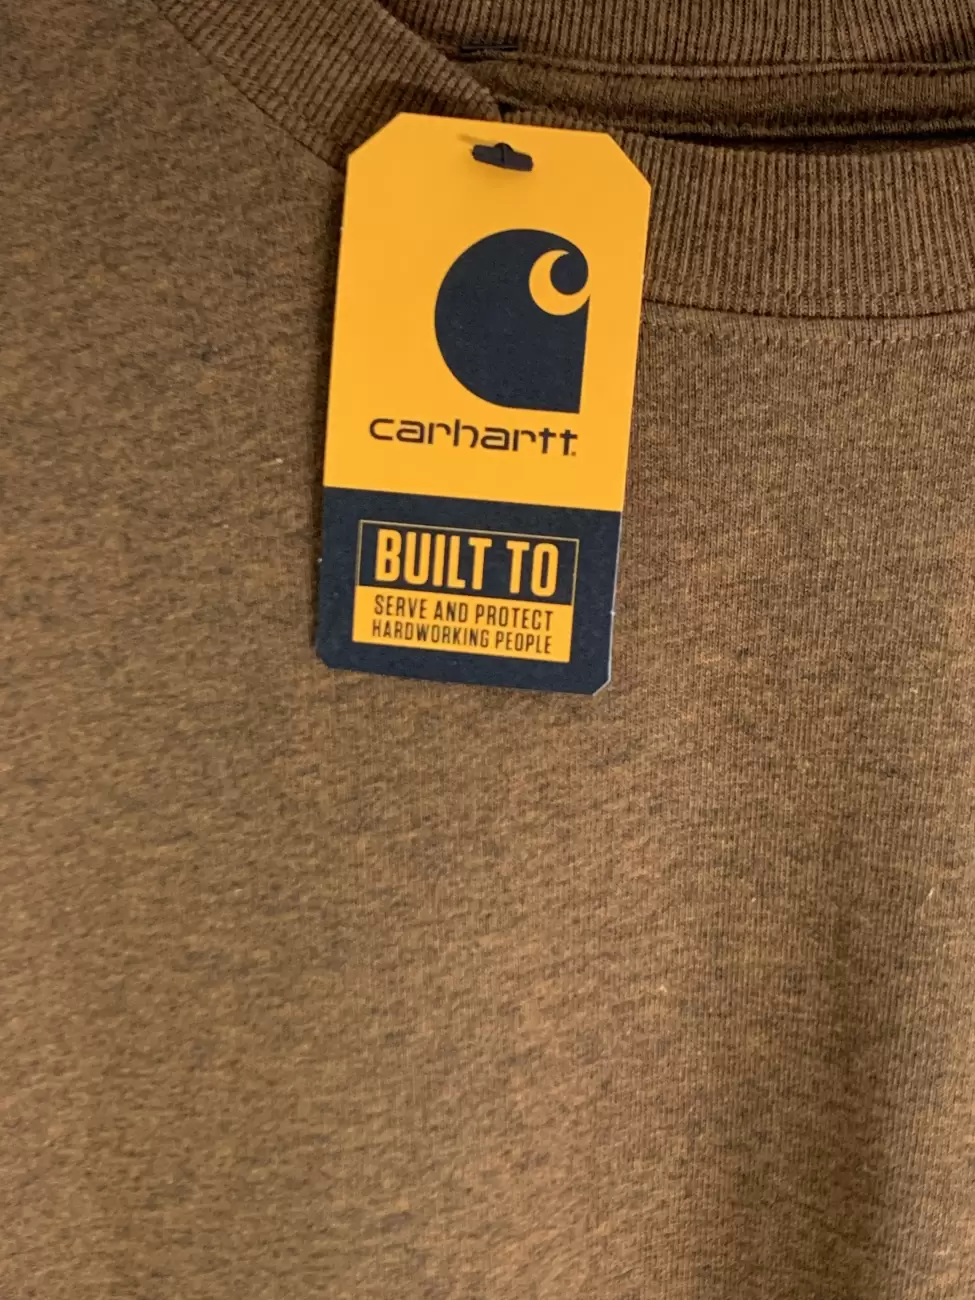 carhartt
BUILT TO
SERVE AND PROTECT
HARDWORKING PEOPLE